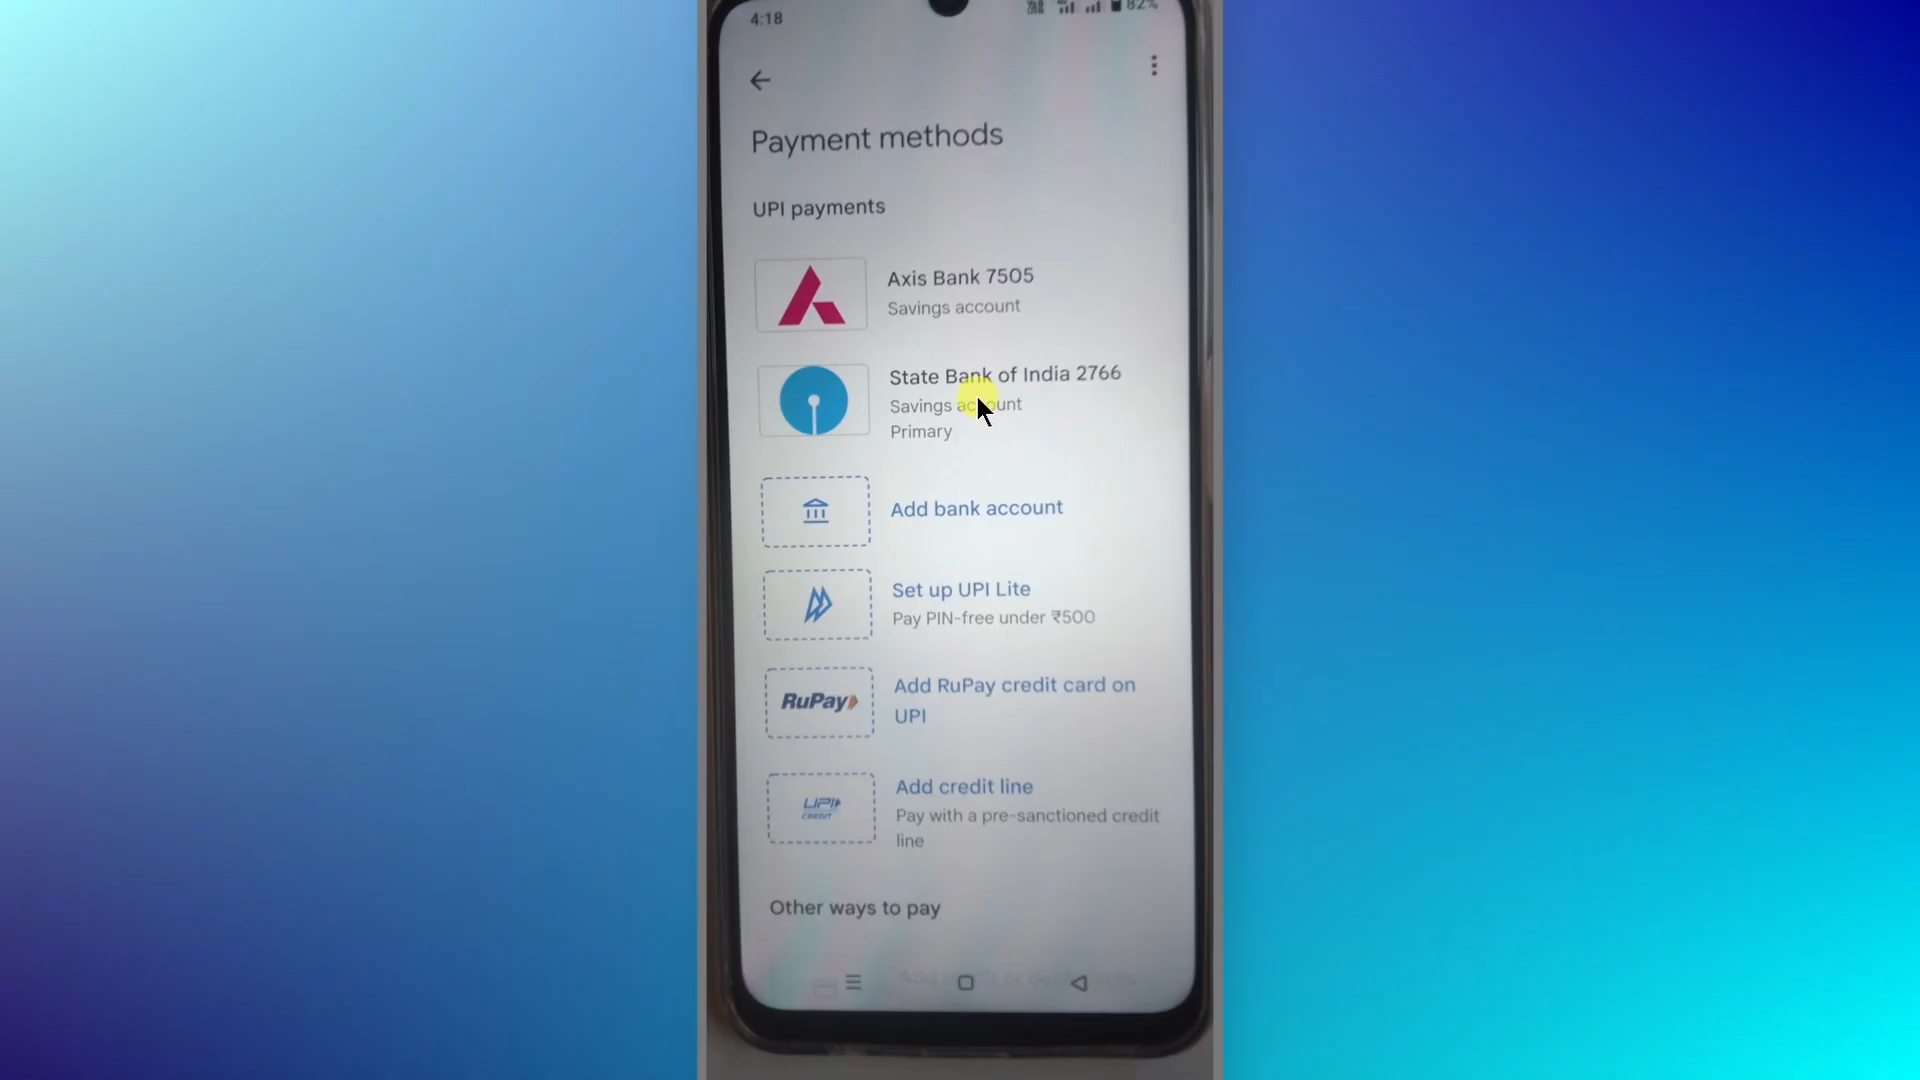 4:18
82%
Payment methods
UPI payments
Axis Bank 7505
Savings account
State Bank of India 2766
Savings account
Primary
Add bank account
Set up UPI Lite
Pay PIN-free under ₹500
RuPay
Add RuPay credit card on
UPI
UPI
CREDIT
Add credit line
Pay with a pre-sanctioned credit
line
Other ways to pay